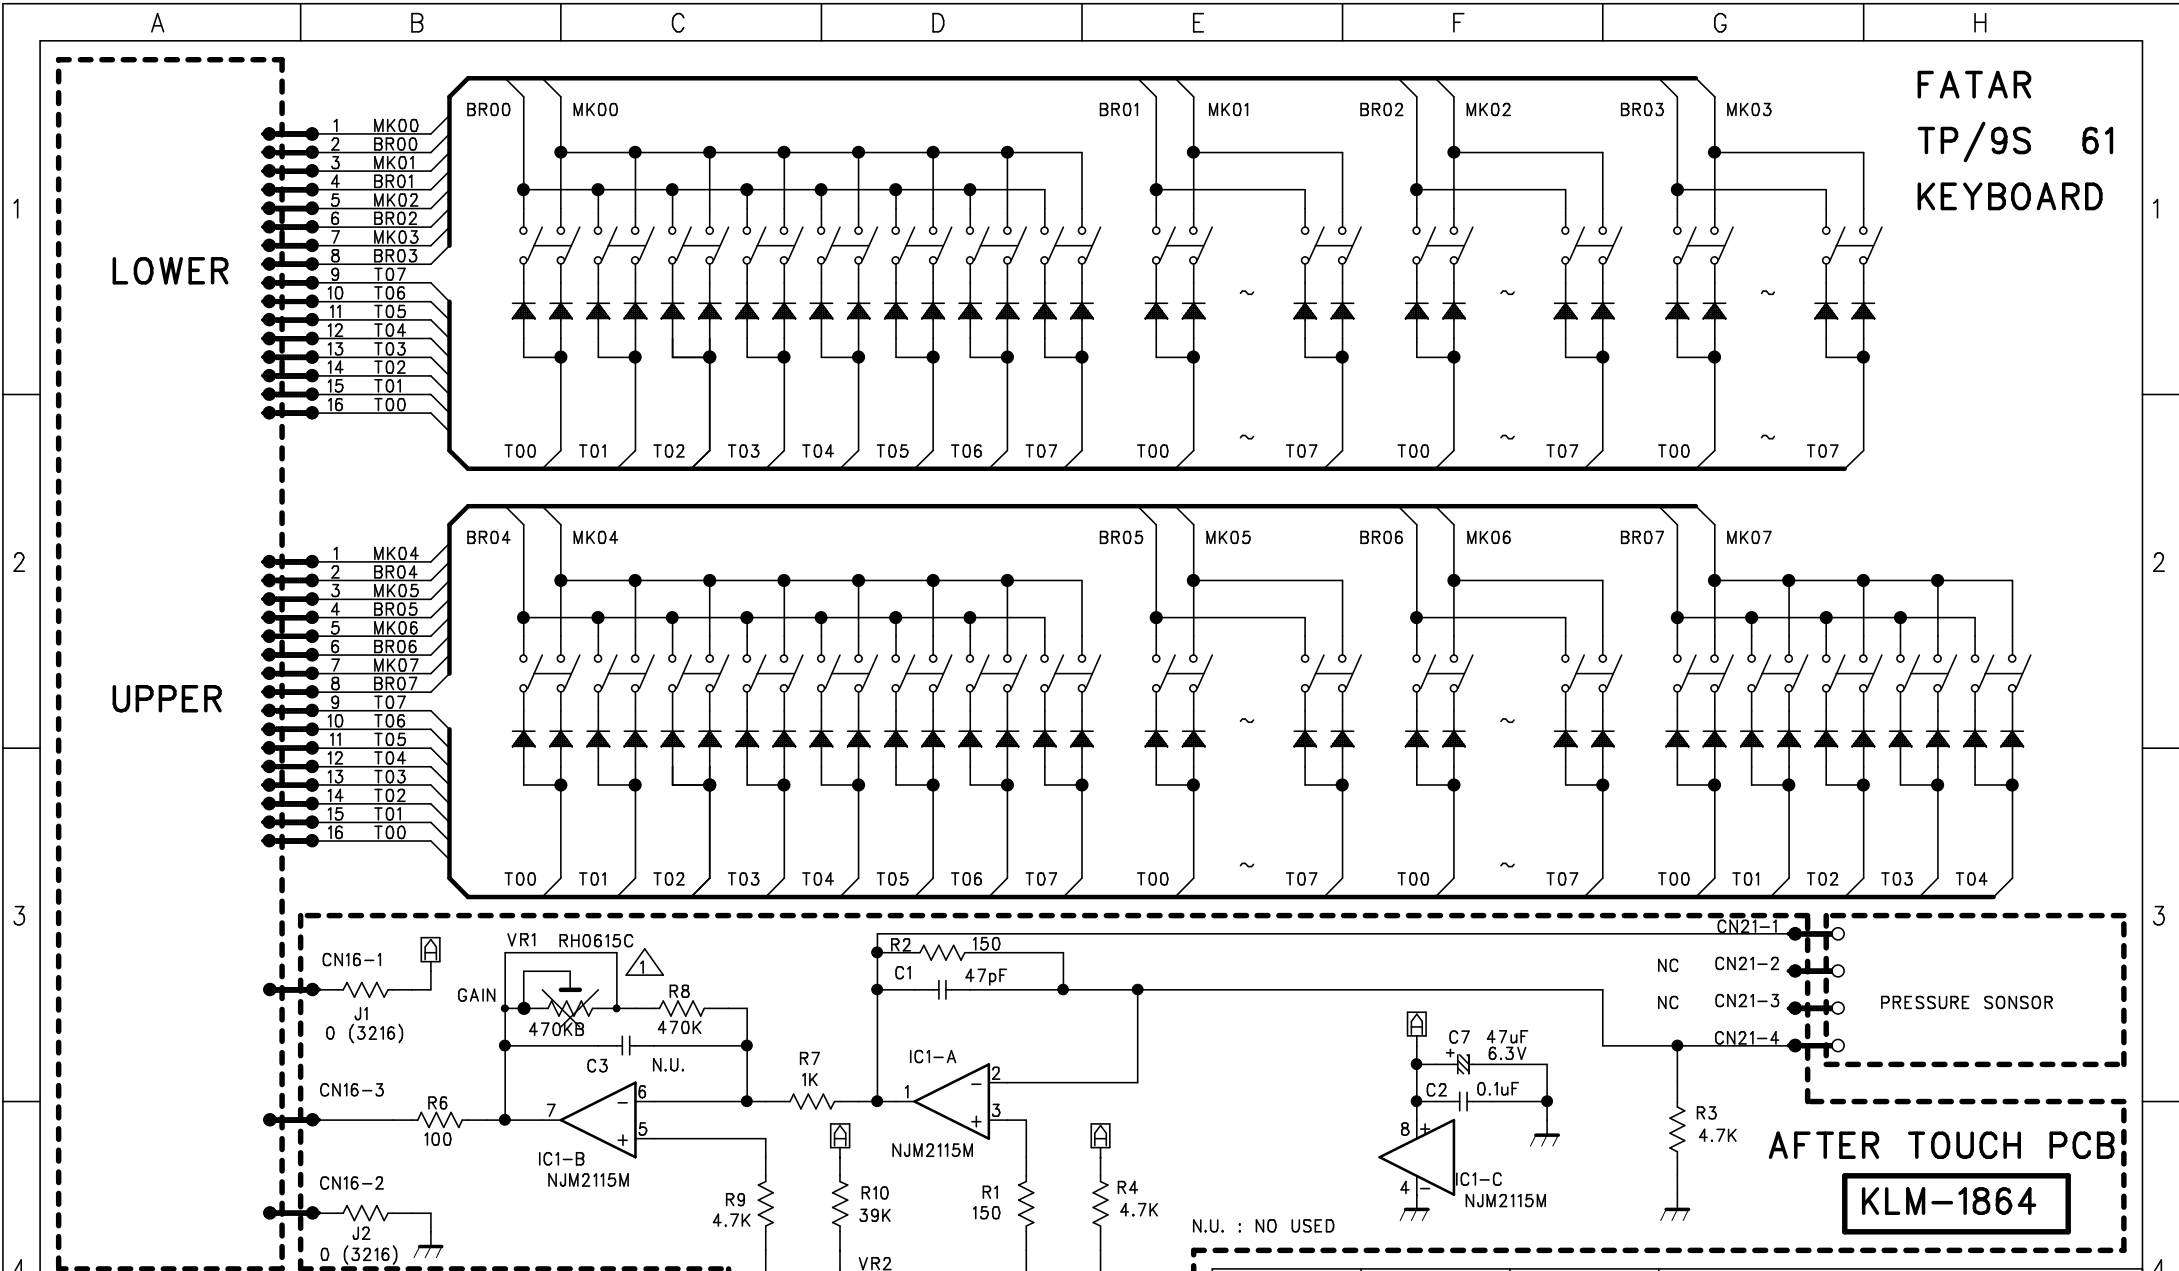 A B C D E F G H
FATAR
TP/9S 61
KEYBOARD
1
1
LOWER
1 MK00
2 BR00
3 MK01
4 BR01
5 MK02
6 BR02
7 MK03
8 BR03
9 T07
10 T06
11 T05
12 T04
13 T03
14 T02
15 T01
16 T00
BR00 MK00 BR01 MK01 BR02 MK02 BR03 MK03
~ ~ ~
~ ~ ~
T00 T01 T02 T03 T04 T05 T06 T07 T00 T07 T00 T07 T00 T07
2
2
UPPER
1 MK04
2 BR04
3 MK05
4 BR05
5 MK06
6 BR06
7 MK07
8 BR07
9 T07
10 T06
11 T05
12 T04
13 T03
14 T02
15 T01
16 T00
BR04 MK04 BR05 MK05 BR06 MK06 BR07 MK07
~ ~
~ ~
T00 T01 T02 T03 T04 T05 T06 T07 T00 T07 T00 T07 T00 T01 T02 T03 T04
3
3
CN16-1
A
J1
0 (3216)
CN16-3
R6
100
CN16-2
J2
0 (3216)
VR1 RH0615C
1
GAIN
470KB
R8
470K
C3 N.U.
7
6
5
-
+
IC1-B
NJM2115M
R7
1K
R2 150
C1 47pF
IC1-A
1
2
3
-
+
NJM2115M
R9
4.7K
A
R10
39K
VR2
R1
150
A
R4
4.7K
A
C7 47uF
+ 6.3V
C2 0.1uF
8 +
4 -
IC1-C
NJM2115M
R3
4.7K
CN21-1
NC CN21-2
NC CN21-3
CN21-4
PRESSURE SONSOR
AFTER TOUCH PCB
KLM-1864
N.U. : NO USED
4
4